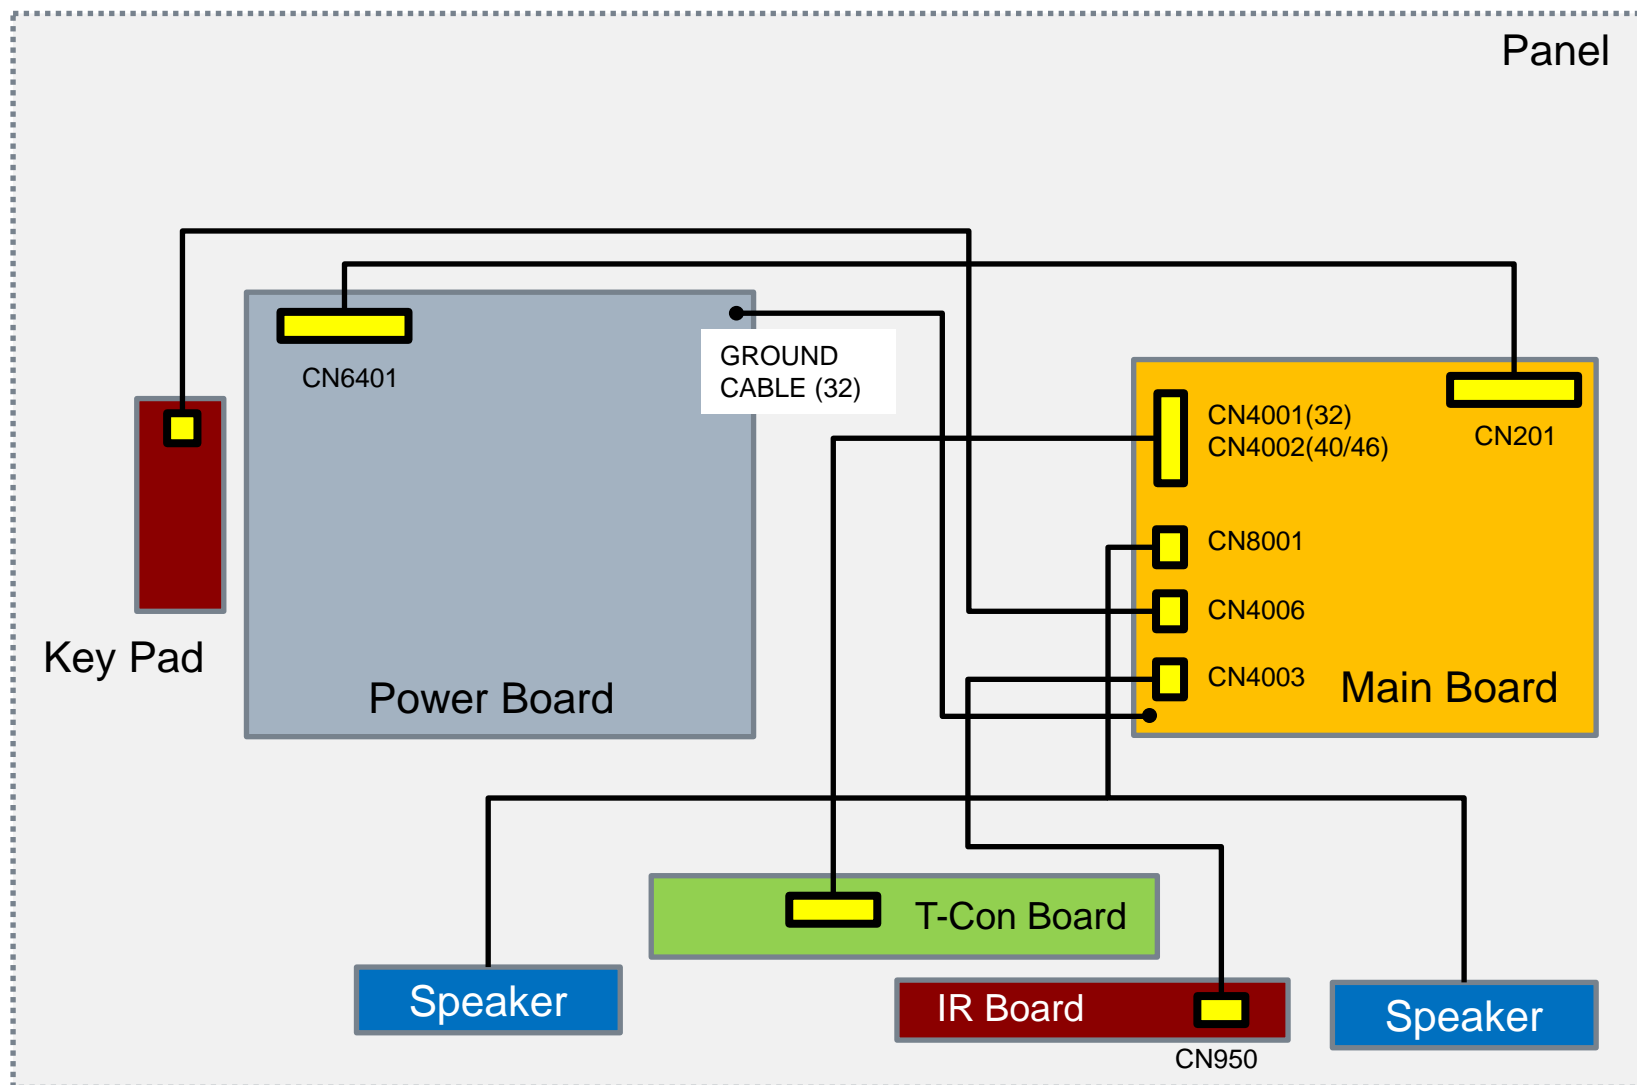 Panel
GROUND
CABLE (32)
CN6401
CN4001(32)
CN4002(40/46)
CN201
CN8001
CN4006
CN4003
Key Pad
Power Board
Main Board
T-Con Board
Speaker
IR Board
Speaker
CN950